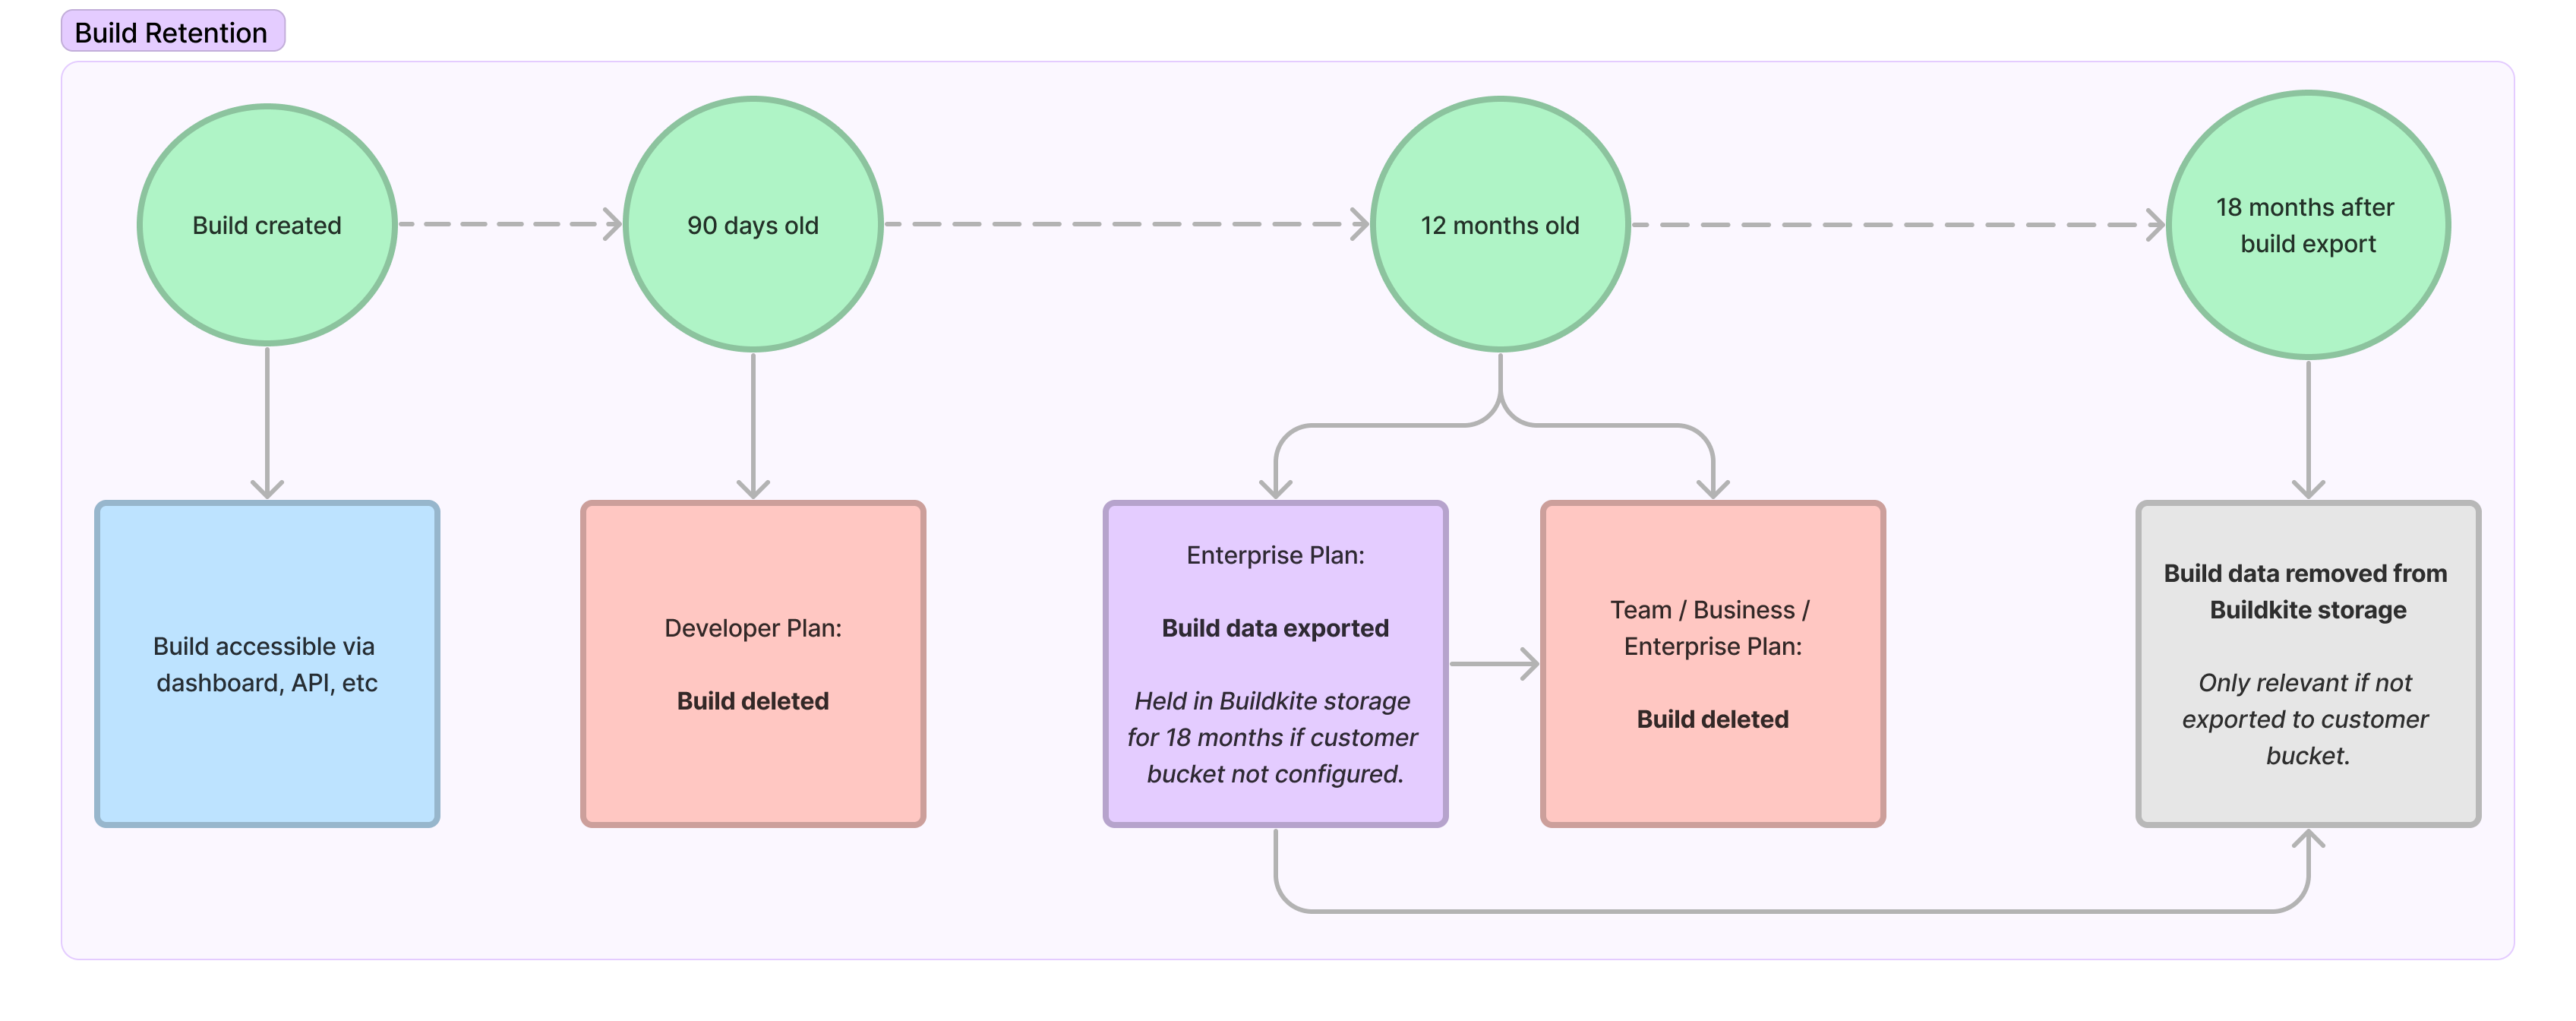 Build Retention
Build created
90 days old
12 months old
18 months after
build export
Build accessible via
dashboard, API, etc
Developer Plan:
Build deleted
Enterprise Plan:
Build data exported
Held in Buildkite storage
for 18 months if customer
bucket not configured.
Team / Business /
Enterprise Plan:
Build deleted
Build data removed from
Buildkite storage
Only relevant if not
exported to customer
bucket.